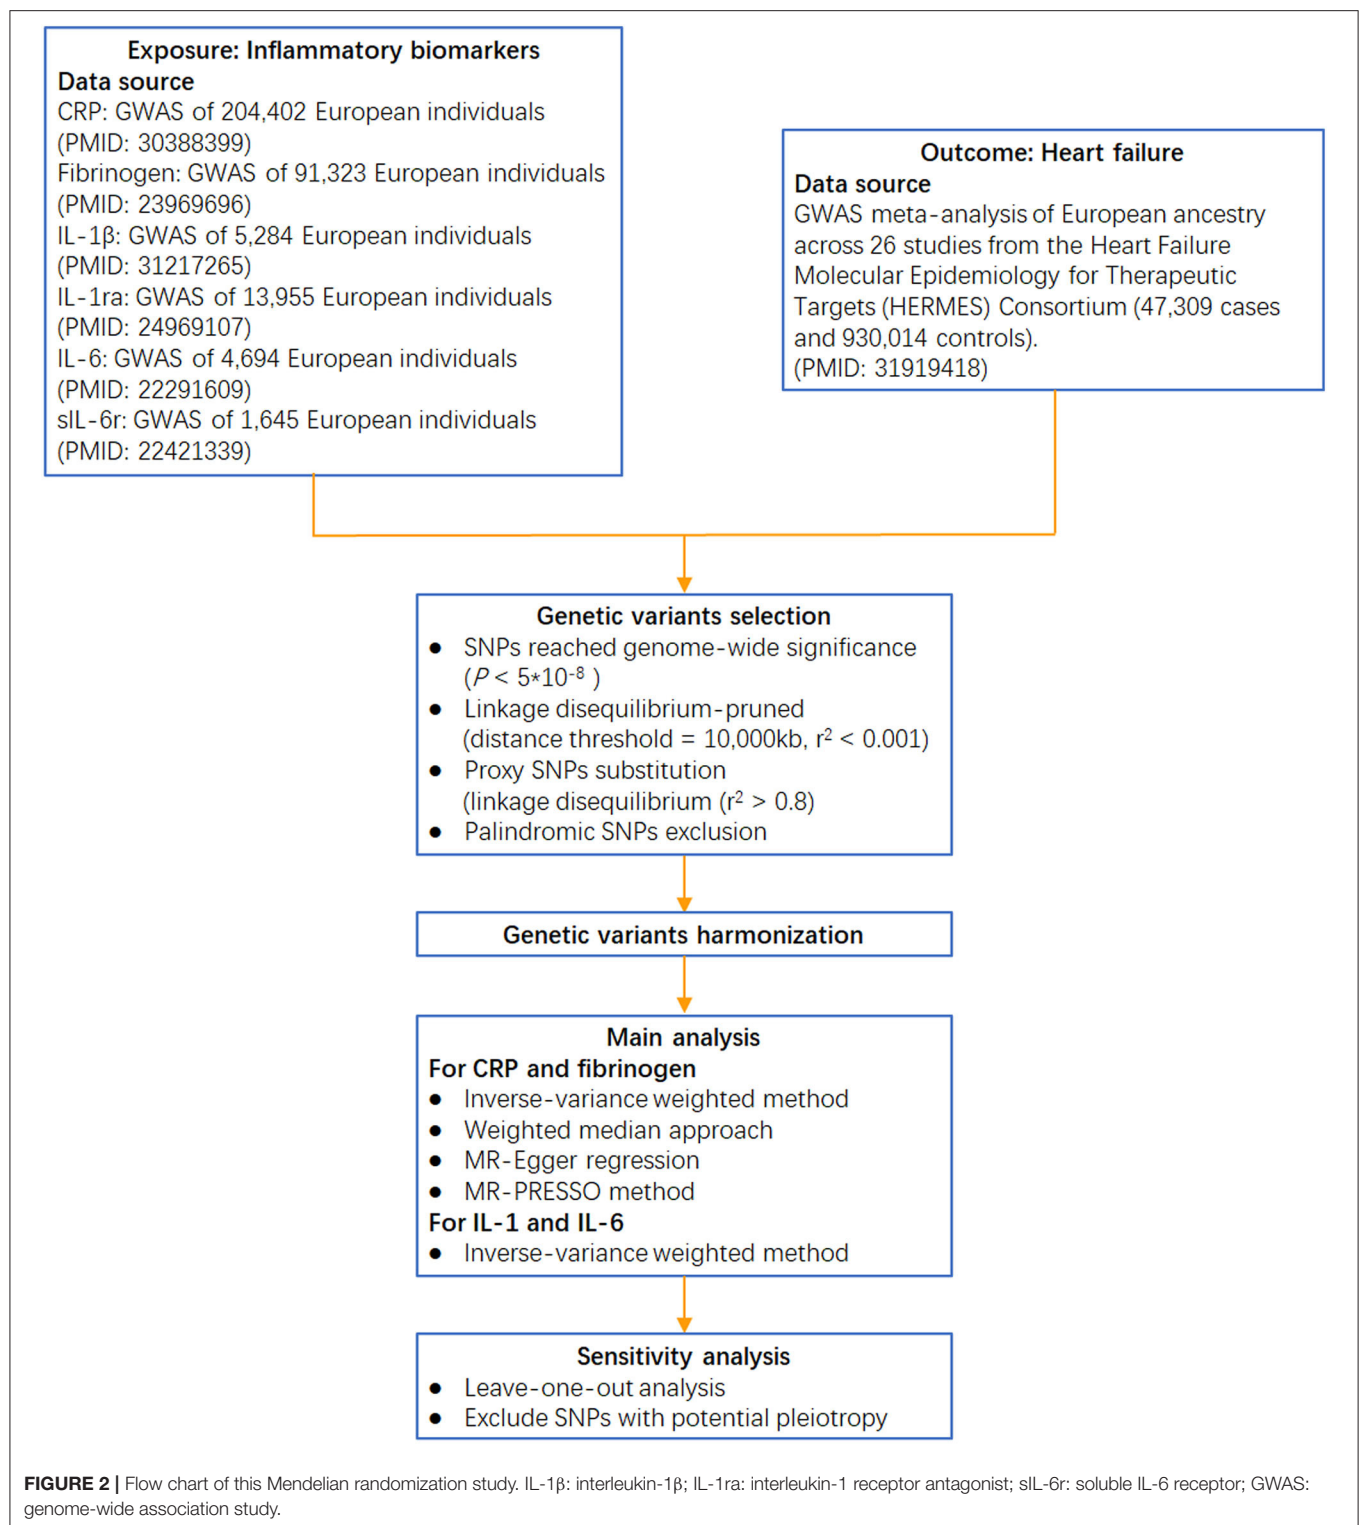 Exposure: Inflammatory biomarkers
Data source
CRP: GWAS of 204,402 European individuals
(PMID: 30388399)
Fibrinogen: GWAS of 91,323 European individuals
(PMID: 23969696)
IL-1β: GWAS of 5,284 European individuals
(PMID: 31217265)
IL-1ra: GWAS of 13,955 European individuals
(PMID: 24969107)
IL-6: GWAS of 4,694 European individuals
(PMID: 22291609)
sIL-6r: GWAS of 1,645 European individuals
(PMID: 22421339)
Outcome: Heart failure
Data source
GWAS meta-analysis of European ancestry
across 26 studies from the Heart Failure
Molecular Epidemiology for Therapeutic
Targets (HERMES) Consortium (47,309 cases
and 930,014 controls).
(PMID: 31919418)
Genetic variants selection
● SNPs reached genome-wide significance
(P < 5*10⁻⁸ )
● Linkage disequilibrium-pruned
(distance threshold = 10,000kb, r² < 0.001)
● Proxy SNPs substitution
(linkage disequilibrium (r² > 0.8)
● Palindromic SNPs exclusion
Genetic variants harmonization
Main analysis
For CRP and fibrinogen
● Inverse-variance weighted method
● Weighted median approach
● MR-Egger regression
● MR-PRESSO method
For IL-1 and IL-6
● Inverse-variance weighted method
Sensitivity analysis
● Leave-one-out analysis
● Exclude SNPs with potential pleiotropy
FIGURE 2 | Flow chart of this Mendelian randomization study. IL-1β: interleukin-1β; IL-1ra: interleukin-1 receptor antagonist; sIL-6r: soluble IL-6 receptor; GWAS:
genome-wide association study.